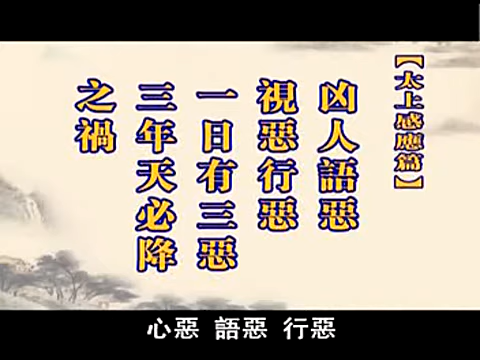 【太上感應篇】
凶人語惡
視惡行惡
一日有三惡
三年天必降
之禍
心惡 語惡 行惡